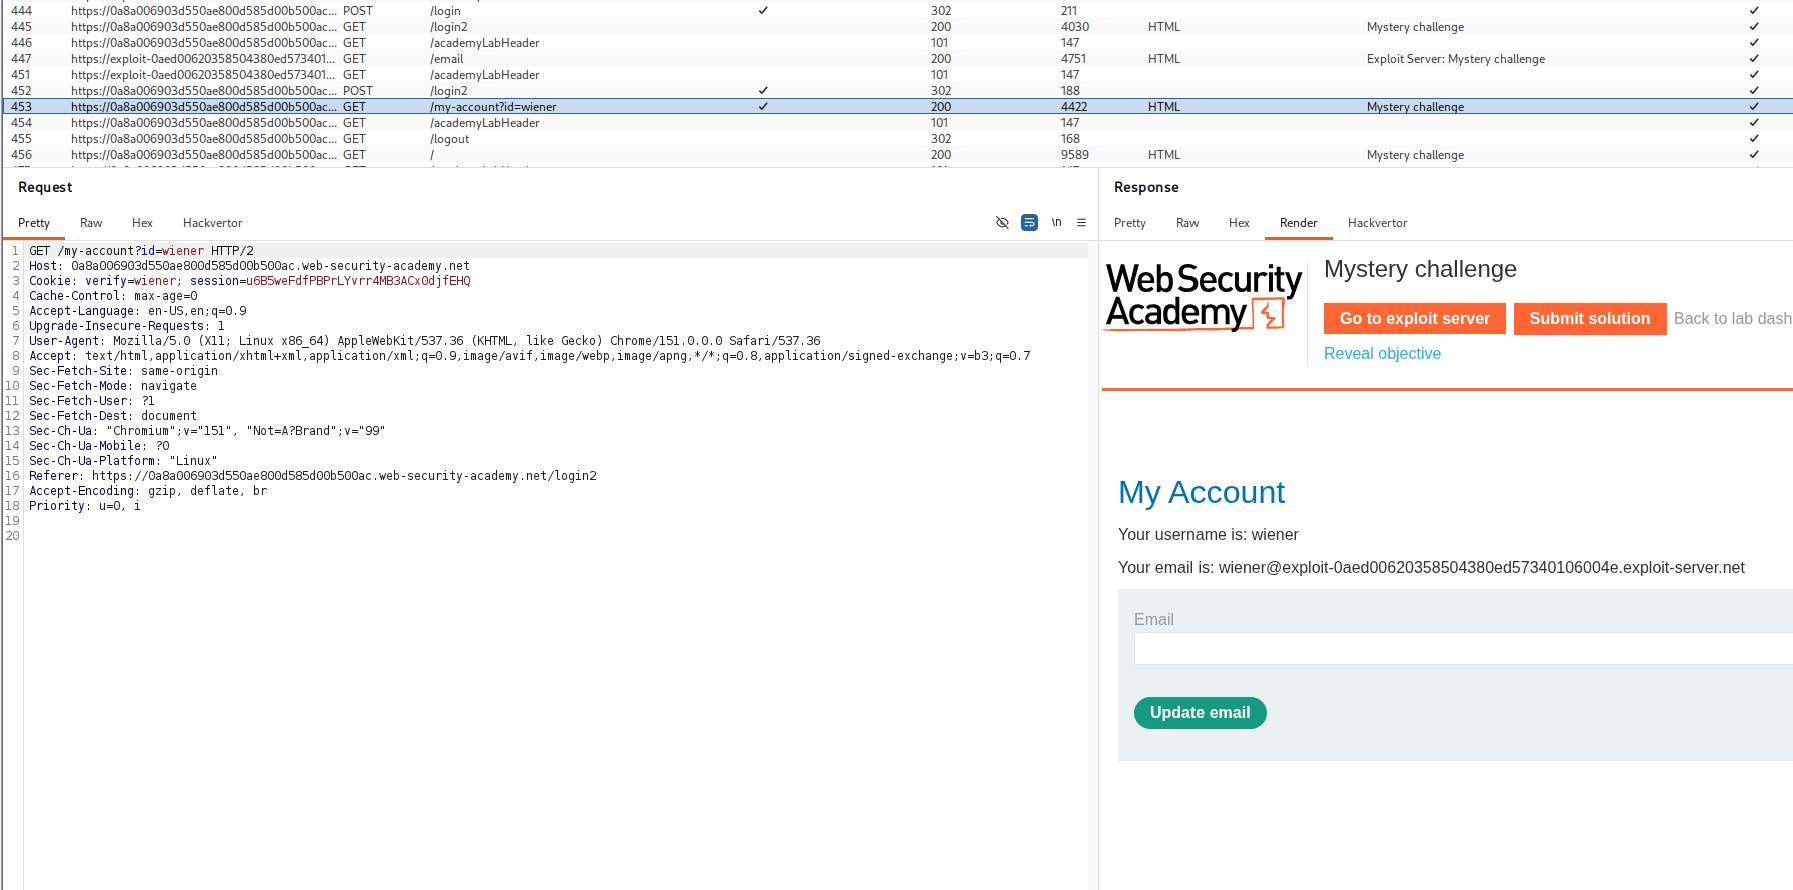 444 https://0a8a006903d550ae800d585d00b500ac... POST /login ✓ 302 211 ✓
445 https://0a8a006903d550ae800d585d00b500ac... GET /login2 200 4030 HTML Mystery challenge ✓
446 https://0a8a006903d550ae800d585d00b500ac... GET /academyLabHeader 101 147 ✓
447 https://exploit-0aed00620358504380ed573401... GET /email 200 4751 HTML Exploit Server: Mystery challenge ✓
451 https://exploit-0aed00620358504380ed573401... GET /academyLabHeader 101 147 ✓
452 https://0a8a006903d550ae800d585d00b500ac... POST /login2 ✓ 302 188 ✓
453 https://0a8a006903d550ae800d585d00b500ac... GET /my-account?id=wiener ✓ 200 4422 HTML Mystery challenge ✓
454 https://0a8a006903d550ae800d585d00b500ac... GET /academyLabHeader 101 147 ✓
455 https://0a8a006903d550ae800d585d00b500ac... GET /logout 302 168 ✓
456 https://0a8a006903d550ae800d585d00b500ac... GET / 200 9589 HTML Mystery challenge ✓
Request
Pretty Raw Hex Hackvertor \n
1 GET /my-account?id=wiener HTTP/2
2 Host: 0a8a006903d550ae800d585d00b500ac.web-security-academy.net
3 Cookie: verify=wiener; session=u6B5weFdfPBPrLYvrr4MB3ACx0djfEHQ
4 Cache-Control: max-age=0
5 Accept-Language: en-US,en;q=0.9
6 Upgrade-Insecure-Requests: 1
7 User-Agent: Mozilla/5.0 (X11; Linux x86_64) AppleWebKit/537.36 (KHTML, like Gecko) Chrome/151.0.0.0 Safari/537.36
8 Accept: text/html,application/xhtml+xml,application/xml;q=0.9,image/avif,image/webp,image/apng,*/*;q=0.8,application/signed-exchange;v=b3;q=0.7
9 Sec-Fetch-Site: same-origin
10 Sec-Fetch-Mode: navigate
11 Sec-Fetch-User: ?1
12 Sec-Fetch-Dest: document
13 Sec-Ch-Ua: "Chromium";v="151", "Not=A?Brand";v="99"
14 Sec-Ch-Ua-Mobile: ?0
15 Sec-Ch-Ua-Platform: "Linux"
16 Referer: https://0a8a006903d550ae800d585d00b500ac.web-security-academy.net/login2
17 Accept-Encoding: gzip, deflate, br
18 Priority: u=0, i
19
20
Response
Pretty Raw Hex Render Hackvertor
Web Security
Academy
Mystery challenge
Go to exploit server Submit solution Back to lab dash
Reveal objective
My Account
Your username is: wiener
Your email is: wiener@exploit-0aed00620358504380ed57340106004e.exploit-server.net
Email
Update email